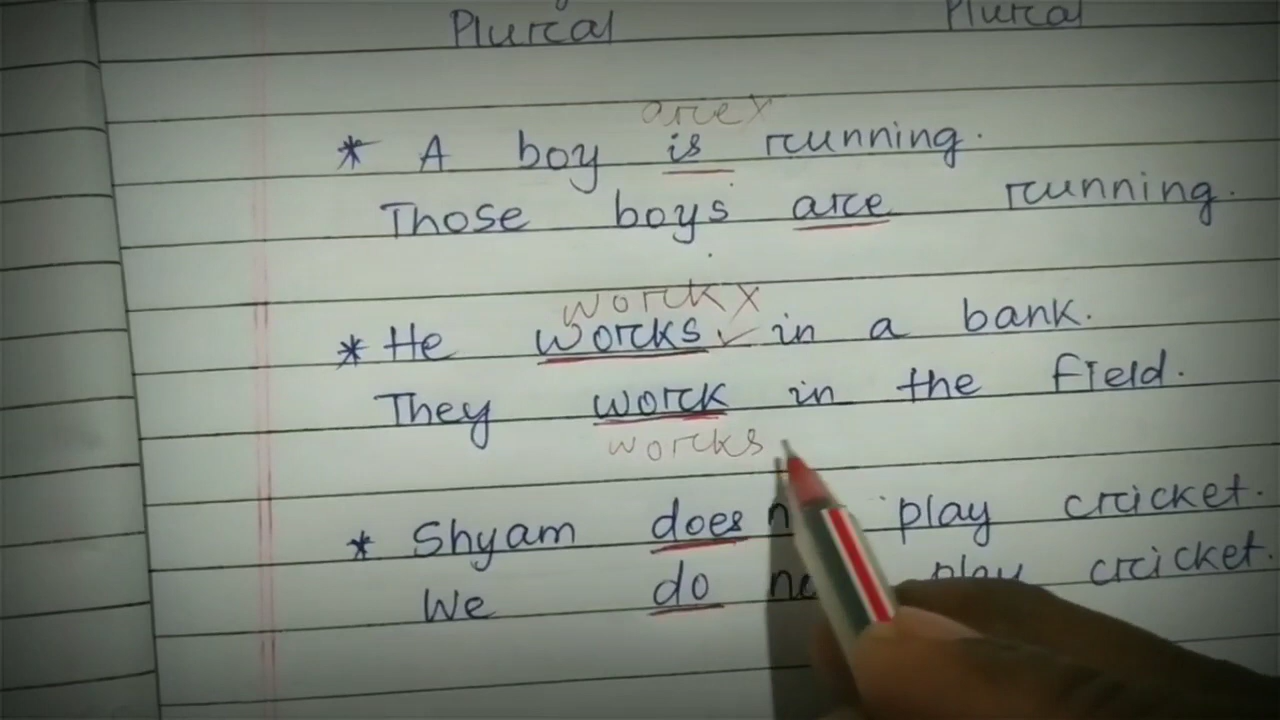 Plural Plural
are x
* A boy is running.
Those boys are running.
work x
* He works ✓ in a bank.
They work in the field.
works
* Shyam does play cricket.
We do play cricket.